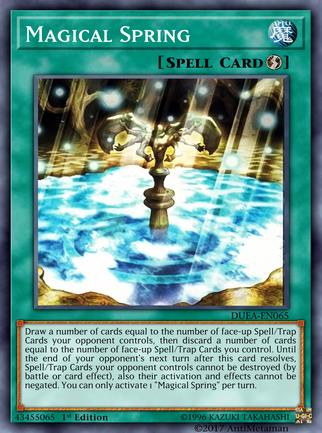 Magical Spring
[Spell Card]
DUEA-EN065
Draw a number of cards equal to the number of face-up Spell/Trap
Cards your opponent controls, then discard a number of cards
equal to the number of face-up Spell/Trap Cards you control. Until
the end of your opponent's next turn after this card resolves,
Spell/Trap Cards your opponent controls cannot be destroyed (by
battle or card effect), also their activation and effects cannot be
negated. You can only activate 1 "Magical Spring" per turn.
43455065 1st Edition ©1996 KAZUKI TAKAHASHI
©2017 AntiMetaman